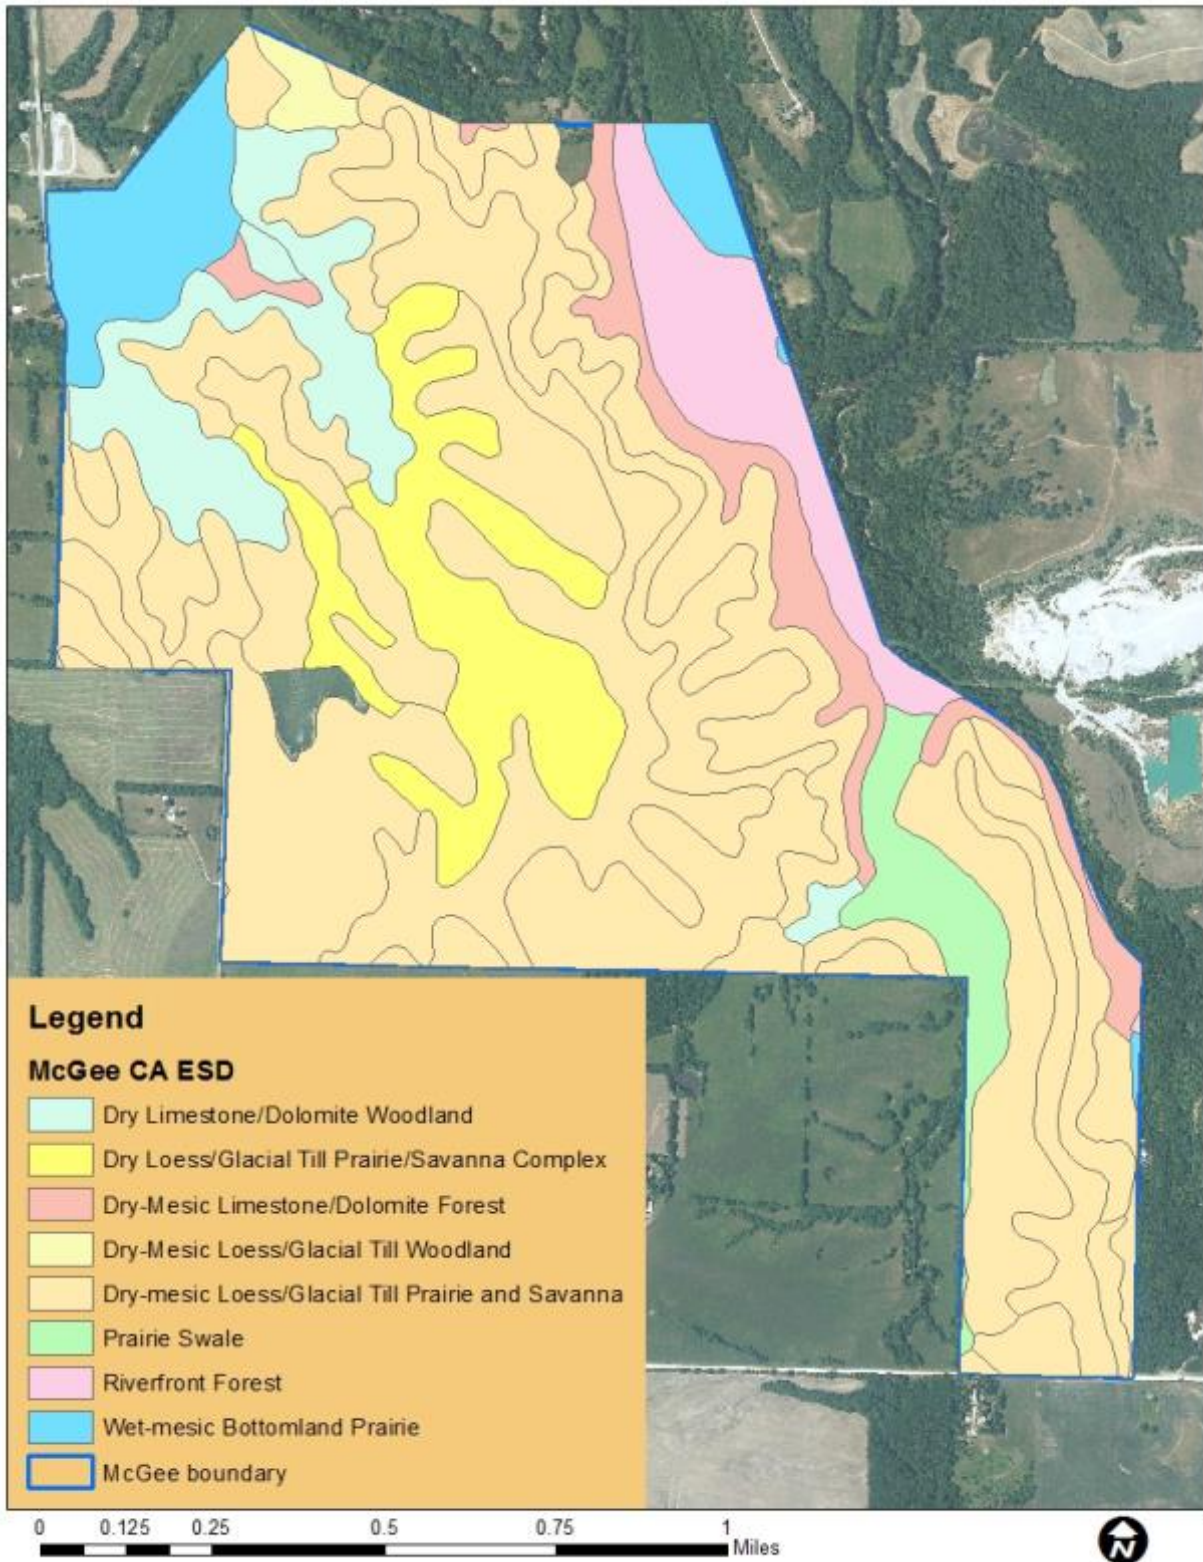 Legend
McGee CA ESD
Dry Limestone/Dolomite Woodland
Dry Loess/Glacial Till Prairie/Savanna Complex
Dry-Mesic Limestone/Dolomite Forest
Dry-Mesic Loess/Glacial Till Woodland
Dry-mesic Loess/Glacial Till Prairie and Savanna
Prairie Swale
Riverfront Forest
Wet-mesic Bottomland Prairie
McGee boundary
0 0.125 0.25 0.5 0.75 1
Miles
N